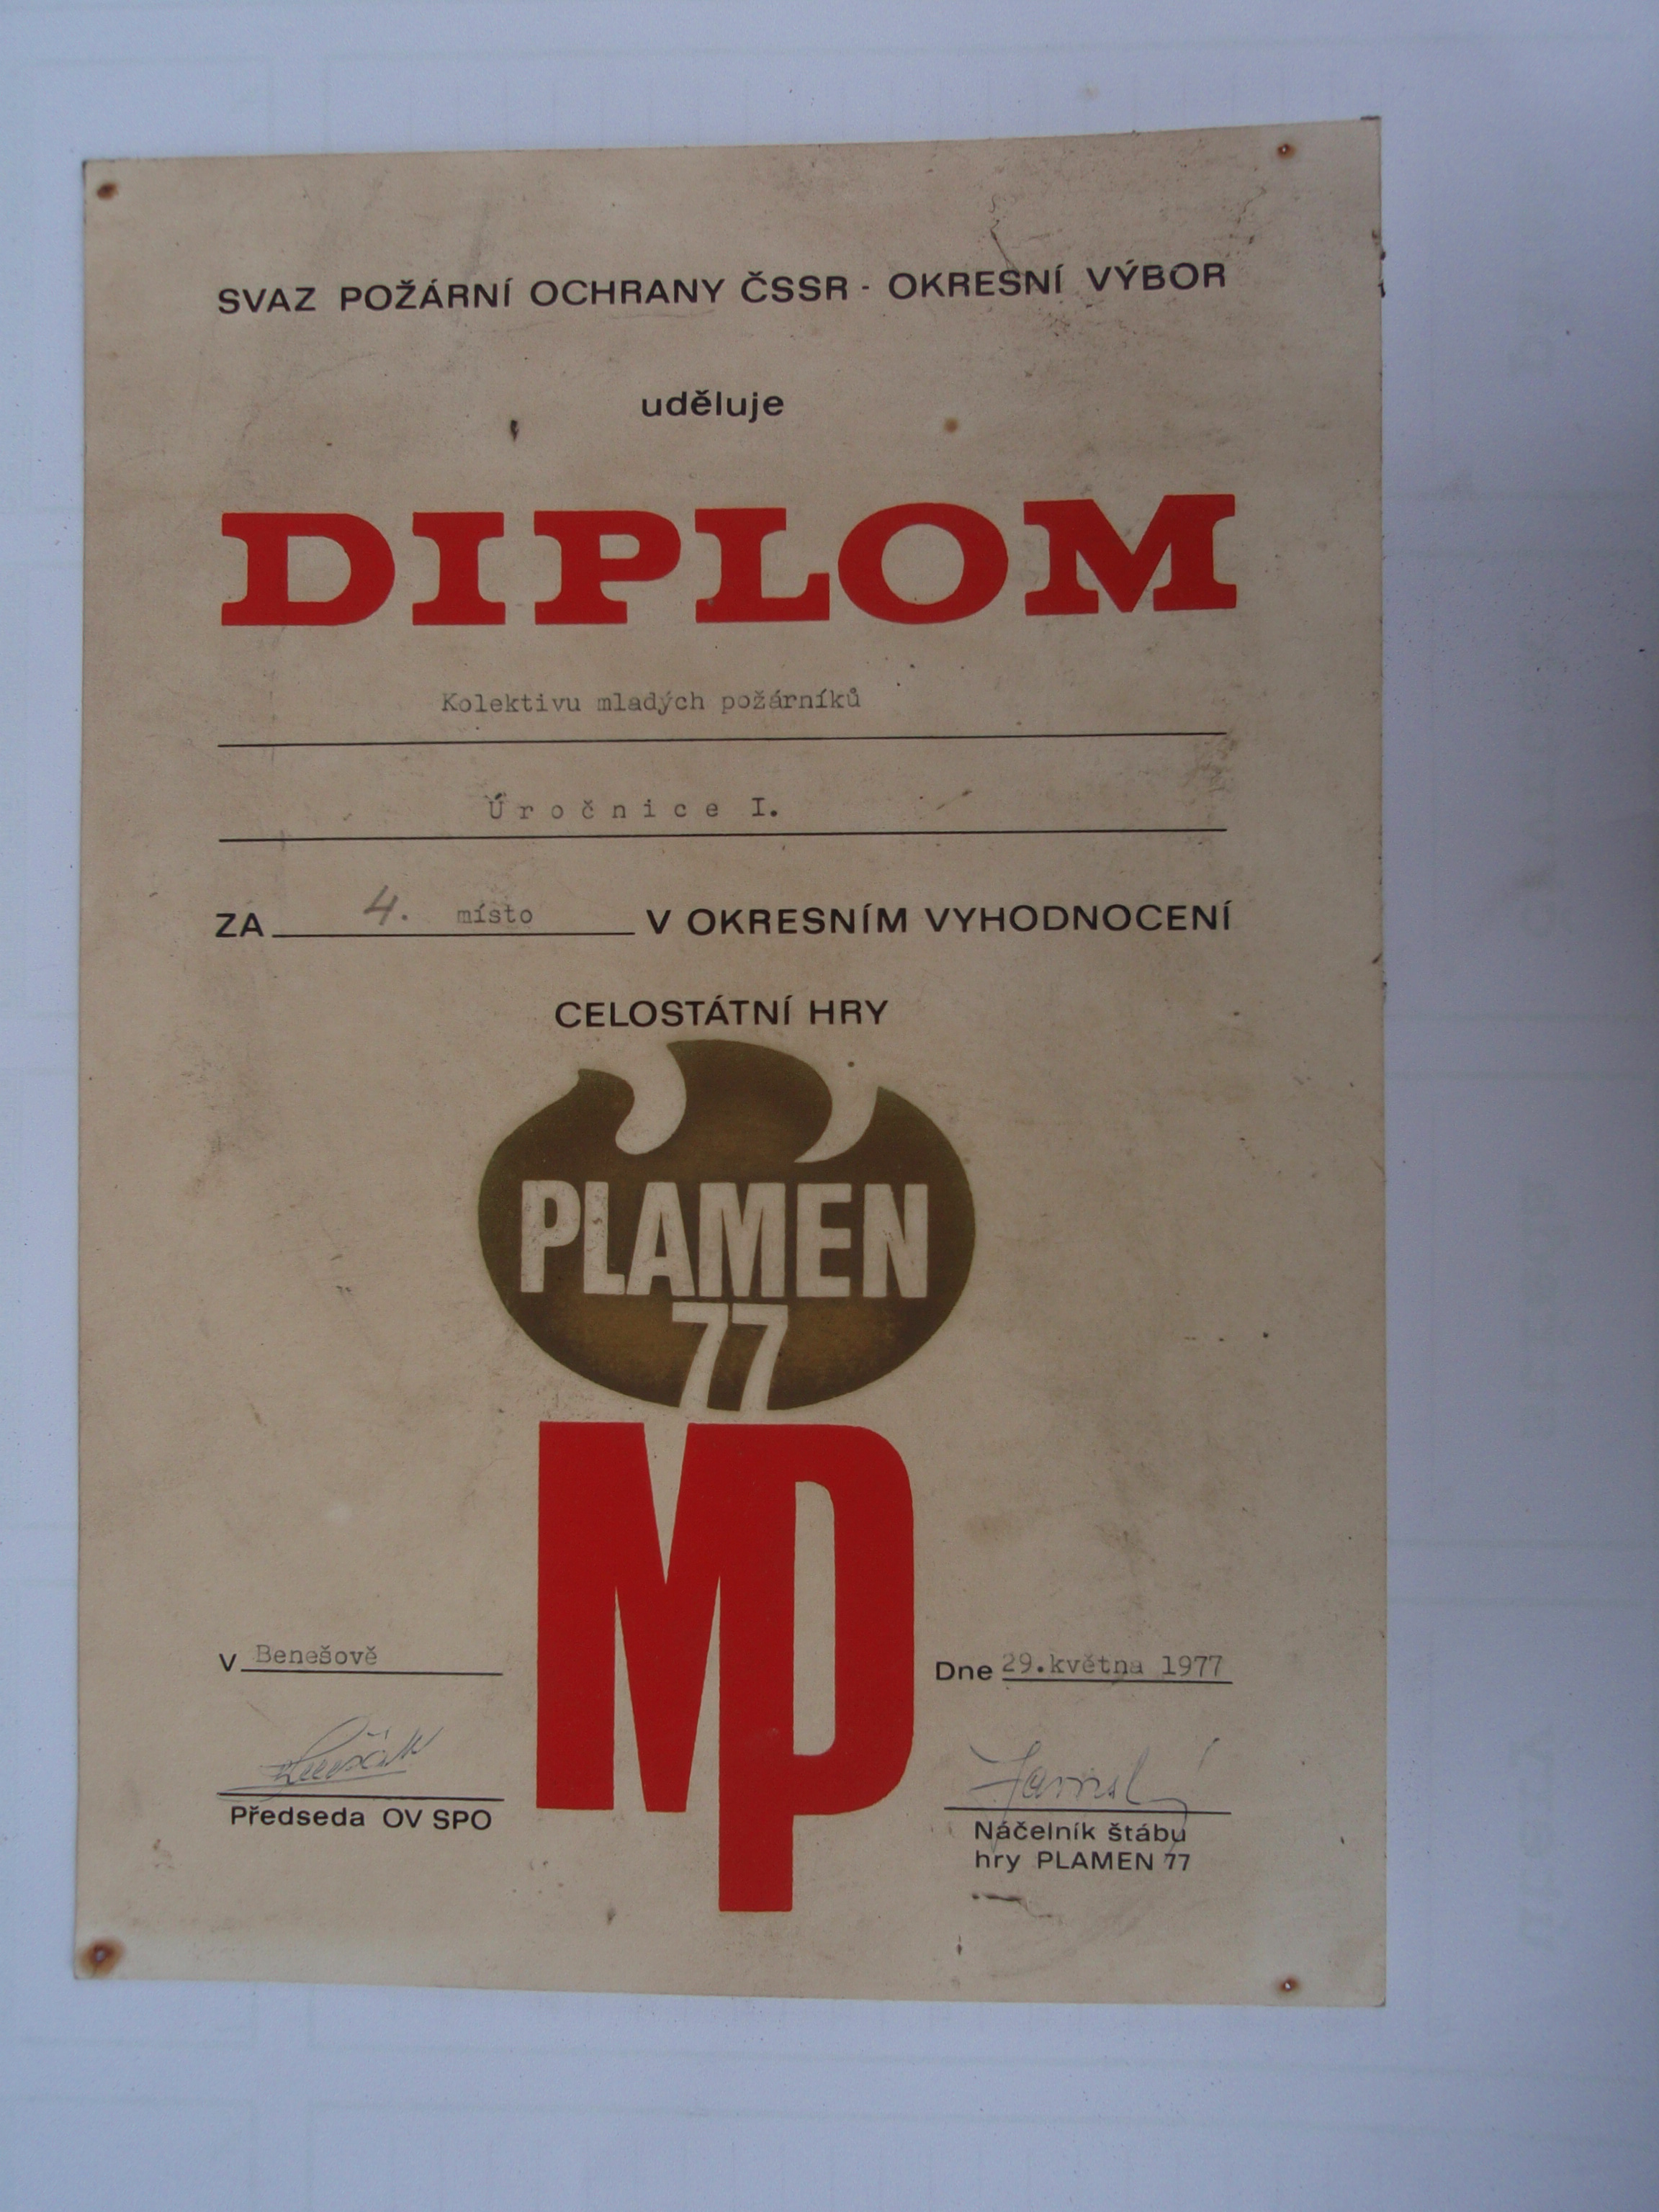 SVAZ POŽÁRNÍ OCHRANY ČSSR - OKRESNÍ VÝBOR
uděluje
DIPLOM
Kolektivu mladých požárníků
Úročnice I.
ZA 4. místo V OKRESNÍM VYHODNOCENÍ
CELOSTÁTNÍ HRY
PLAMEN
77
MP
V Benešově
Dne 29.května 1977
Předseda OV SPO
Náčelník štábu
hry PLAMEN 77